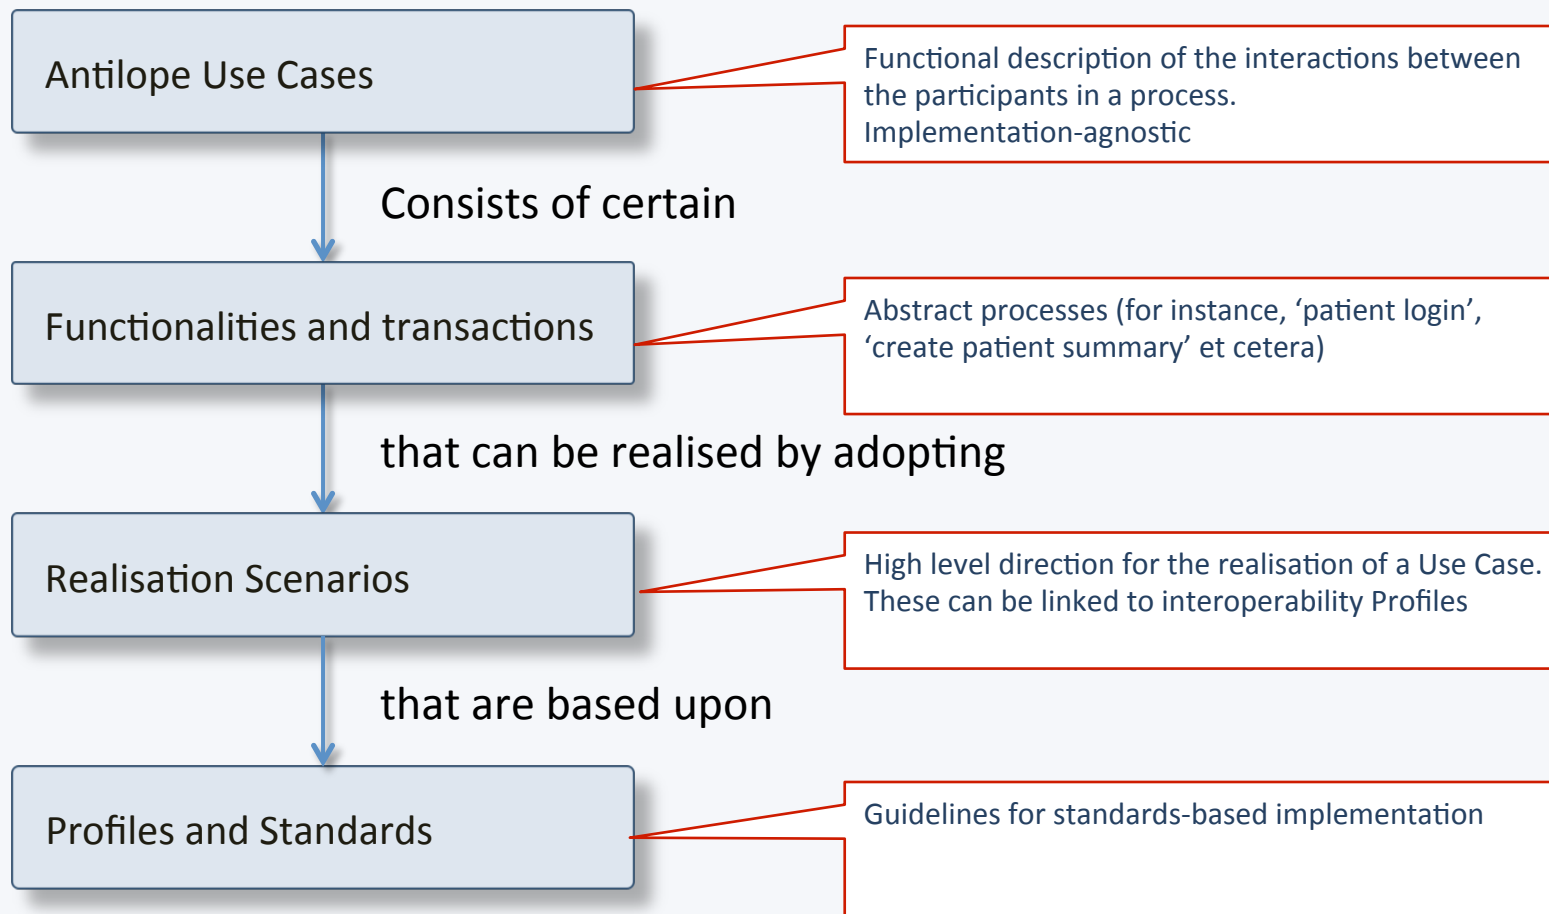 Antilope Use Cases
Functional description of the interactions between
the participants in a process.
Implementation-agnostic
Consists of certain
Functionalities and transactions
Abstract processes (for instance, ‘patient login’,
‘create patient summary’ et cetera)
that can be realised by adopting
Realisation Scenarios
High level direction for the realisation of a Use Case.
These can be linked to interoperability Profiles
that are based upon
Profiles and Standards
Guidelines for standards-based implementation